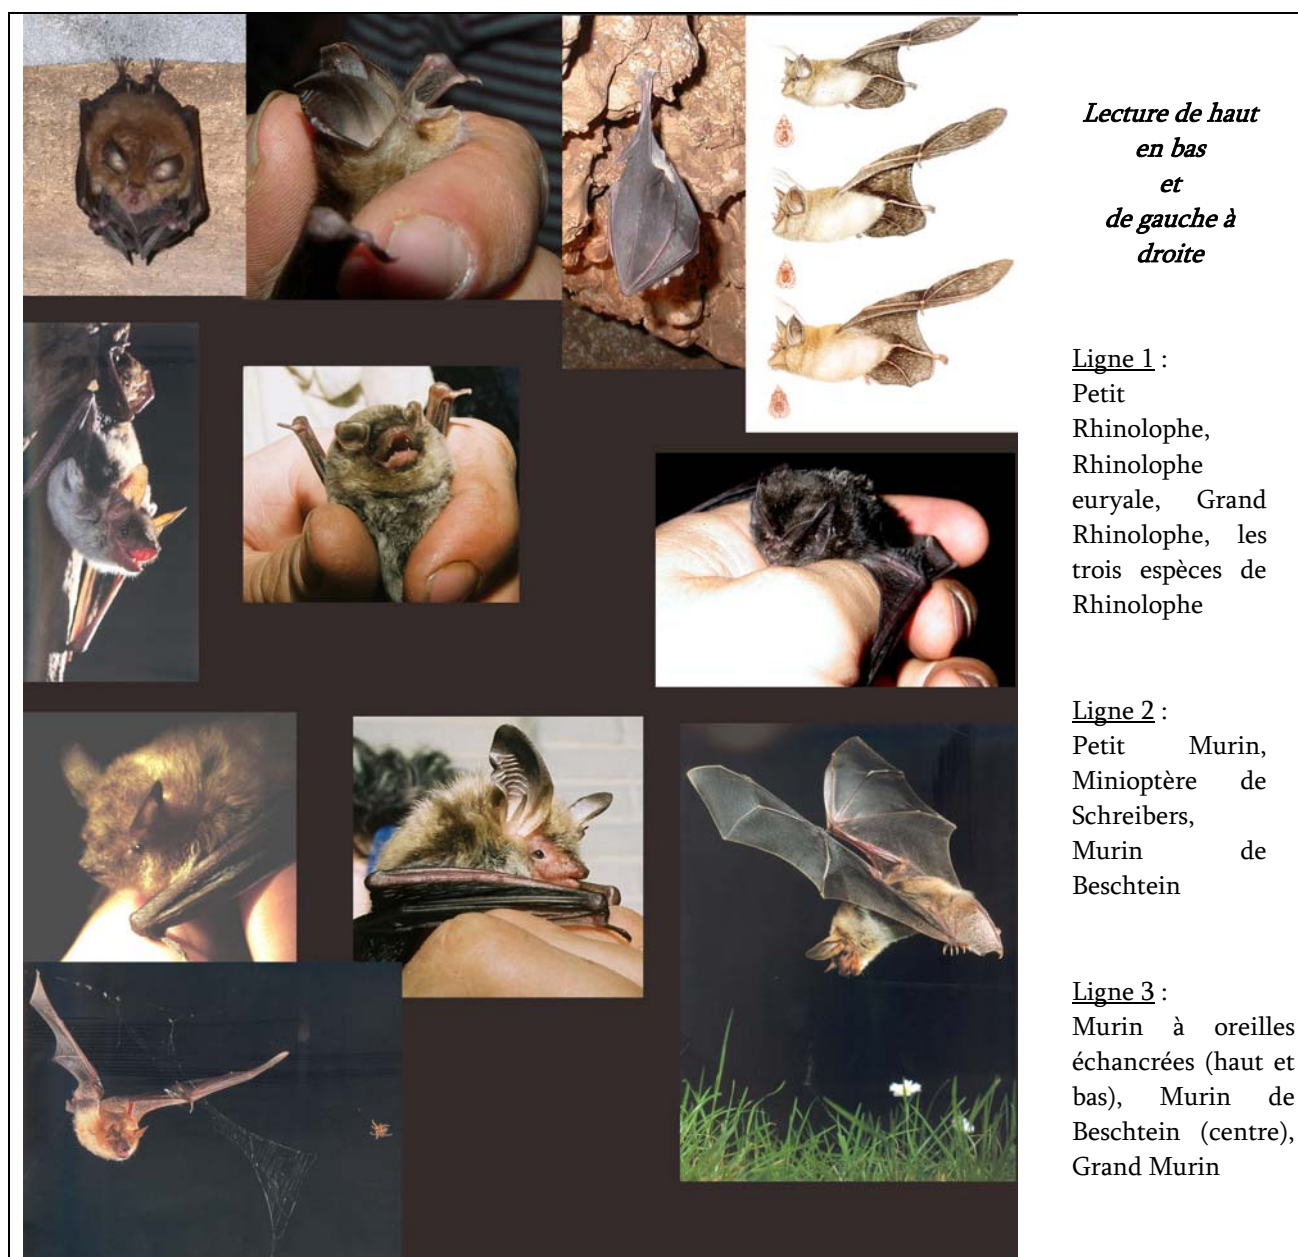 Lecture de haut
en bas
et
de gauche à
droite
Ligne 1 :
Petit
Rhinolophe,
Rhinolophe
euryale, Grand
Rhinolophe, les
trois espèces de
Rhinolophe
Ligne 2 :
Petit Murin,
Minioptère de
Schreibers,
Murin de
Beschtein
Ligne 3 :
Murin à oreilles
échancrées (haut et
bas), Murin de
Beschtein (centre),
Grand Murin